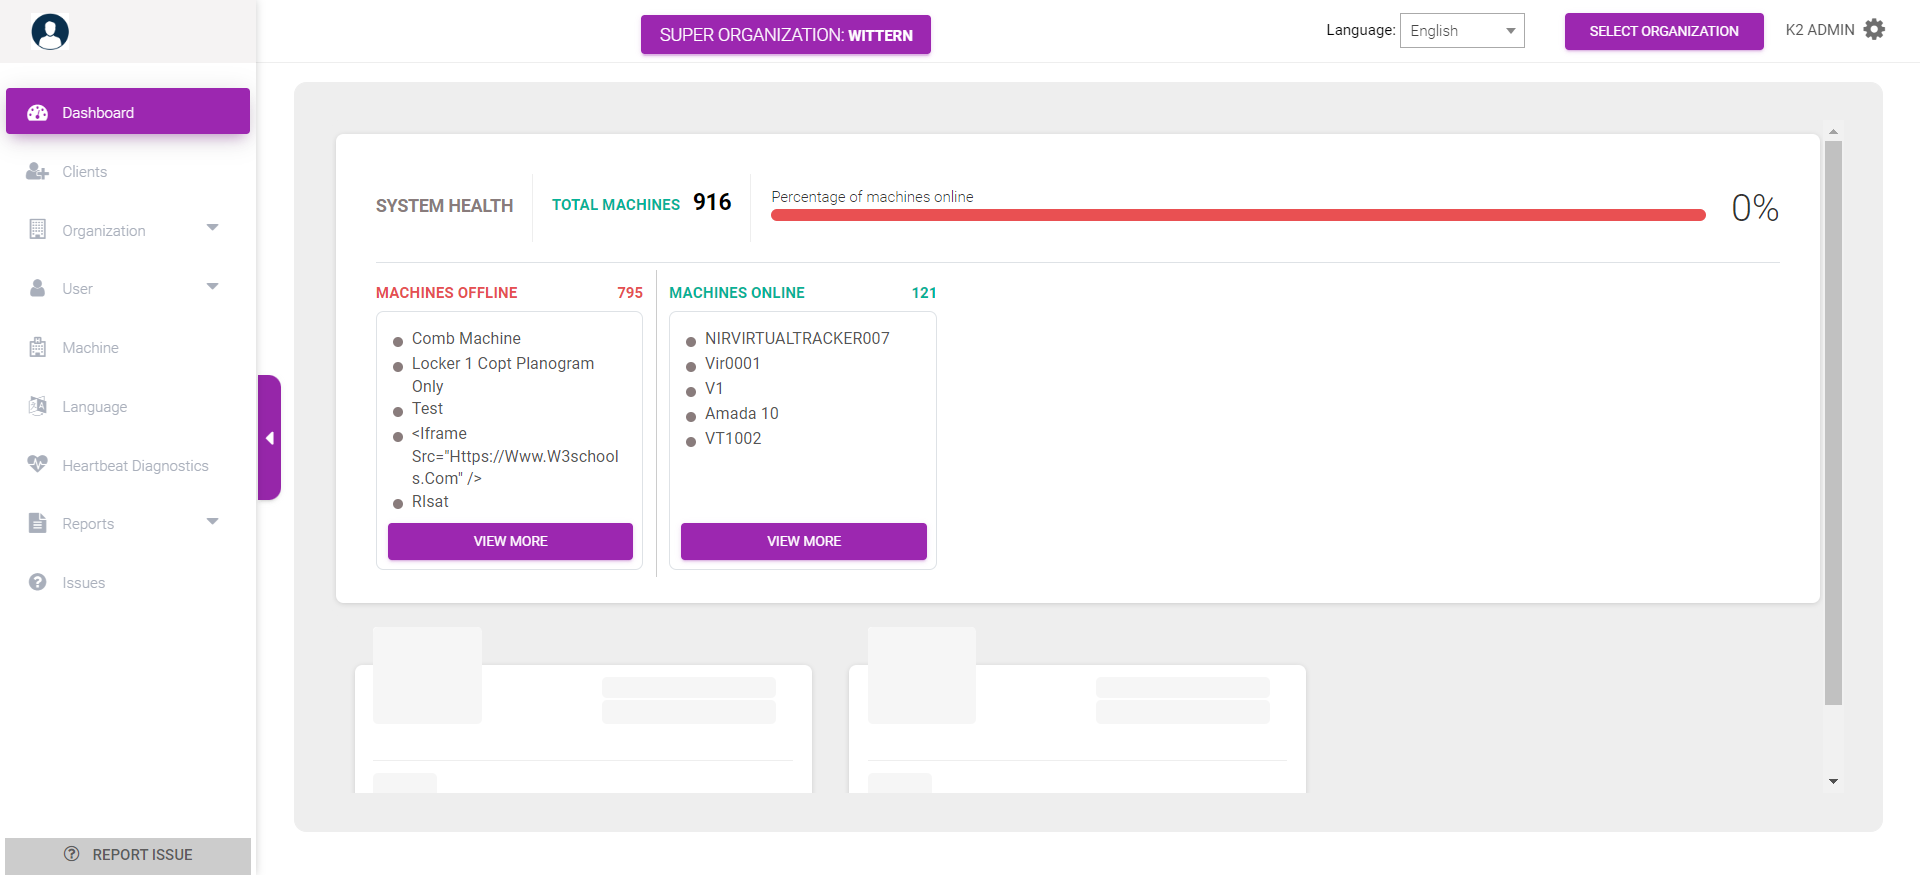 SUPER ORGANIZATION: WITTERN
Language:
English
SELECT ORGANIZATION
K2 ADMIN
Dashboard
Clients
Organization
User
Machine
Language
Heartbeat Diagnostics
Reports
Issues
REPORT ISSUE
SYSTEM HEALTH
TOTAL MACHINES 916
Percentage of machines online
0%
MACHINES OFFLINE 795
Comb Machine
Locker 1 Copt Planogram
Only
Test
<Iframe
Src="Https://Www.W3school
s.Com" />
RIsat
VIEW MORE
MACHINES ONLINE 121
NIRVIRTUALTRACKER007
Vir0001
V1
Amada 10
VT1002
VIEW MORE